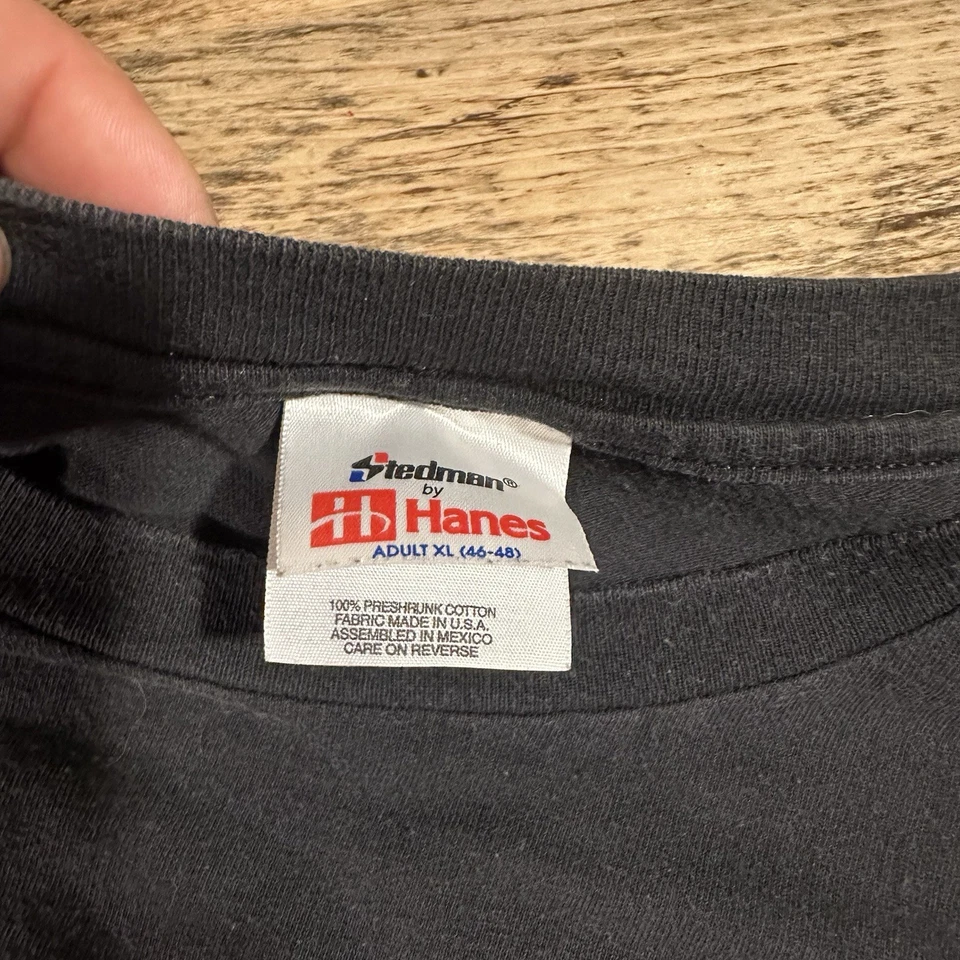 Stedman®
by
Hanes
ADULT XL (46-48)
100% PRESHRUNK COTTON
FABRIC MADE IN U.S.A.
ASSEMBLED IN MEXICO
CARE ON REVERSE